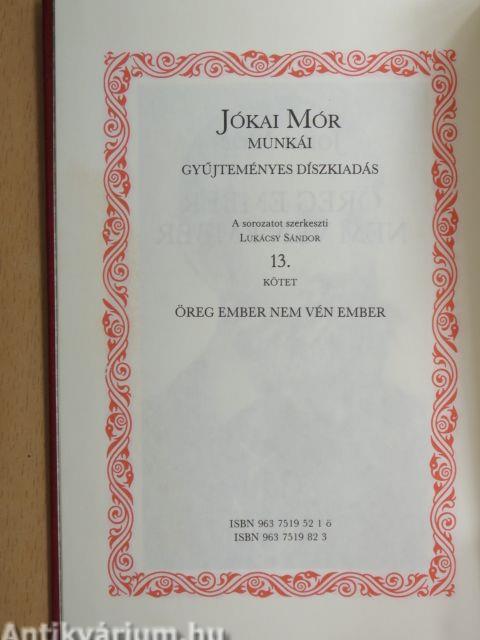 JÓKAI MÓR
MUNKÁI
GYŰJTEMÉNYES DÍSZKIADÁS
A sorozatot szerkeszti
LUKÁCSY SÁNDOR
13.
KÖTET
ÖREG EMBER NEM VÉN EMBER
ISBN 963 7519 52 1 ö
ISBN 963 7519 82 3
Antikvárium.hu